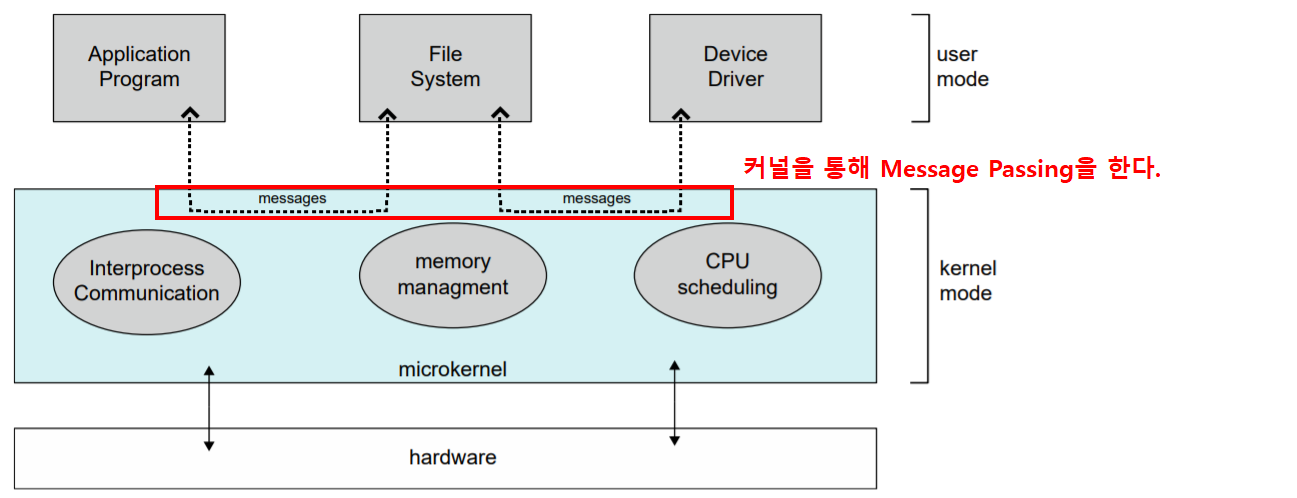 Application
Program
File
System
Device
Driver
user
mode
커널을 통해 Message Passing을 한다.
messages
messages
Interprocess
Communication
memory
managment
CPU
scheduling
kernel
mode
microkernel
hardware